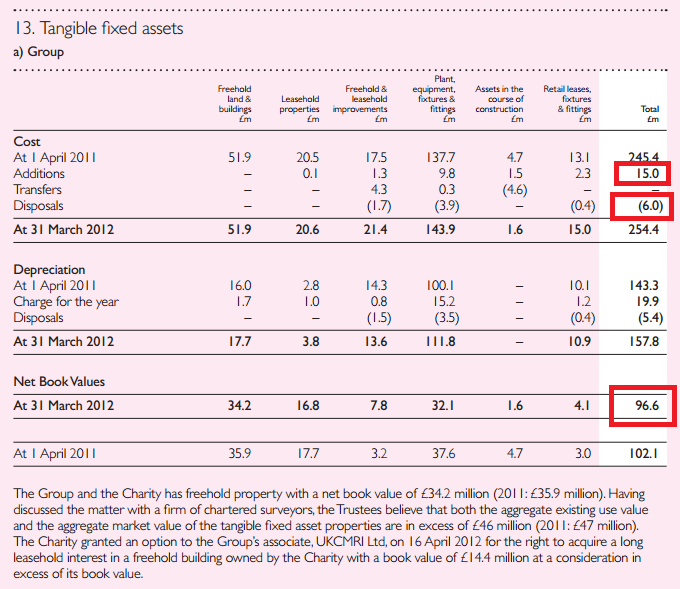 13. Tangible fixed assets
a) Group
Freehold land & buildings £m Leasehold properties £m Freehold & leasehold improvements £m Plant, equipment, fixtures & fittings £m Assets in the course of construction £m Retail leases, fixtures & fittings £m Total £m
Cost
At 1 April 2011 51.9 20.5 17.5 137.7 4.7 13.1 245.4
Additions – 0.1 1.3 9.8 1.5 2.3 15.0
Transfers – – 4.3 0.3 (4.6) – –
Disposals – – (1.7) (3.9) – (0.4) (6.0)
At 31 March 2012 51.9 20.6 21.4 143.9 1.6 15.0 254.4
Depreciation
At 1 April 2011 16.0 2.8 14.3 100.1 – 10.1 143.3
Charge for the year 1.7 1.0 0.8 15.2 – 1.2 19.9
Disposals – – (1.5) (3.5) – (0.4) (5.4)
At 31 March 2012 17.7 3.8 13.6 111.8 – 10.9 157.8
Net Book Values
At 31 March 2012 34.2 16.8 7.8 32.1 1.6 4.1 96.6
At 1 April 2011 35.9 17.7 3.2 37.6 4.7 3.0 102.1
The Group and the Charity has freehold property with a net book value of £34.2 million (2011: £35.9 million). Having
discussed the matter with a firm of chartered surveyors, the Trustees believe that both the aggregate existing use value
and the aggregate market value of the tangible fixed asset properties are in excess of £46 million (2011: £47 million).
The Charity granted an option to the Group's associate, UKCMRI Ltd, on 16 April 2012 for the right to acquire a long
leasehold interest in a freehold building owned by the Charity with a book value of £14.4 million at a consideration in
excess of its book value.